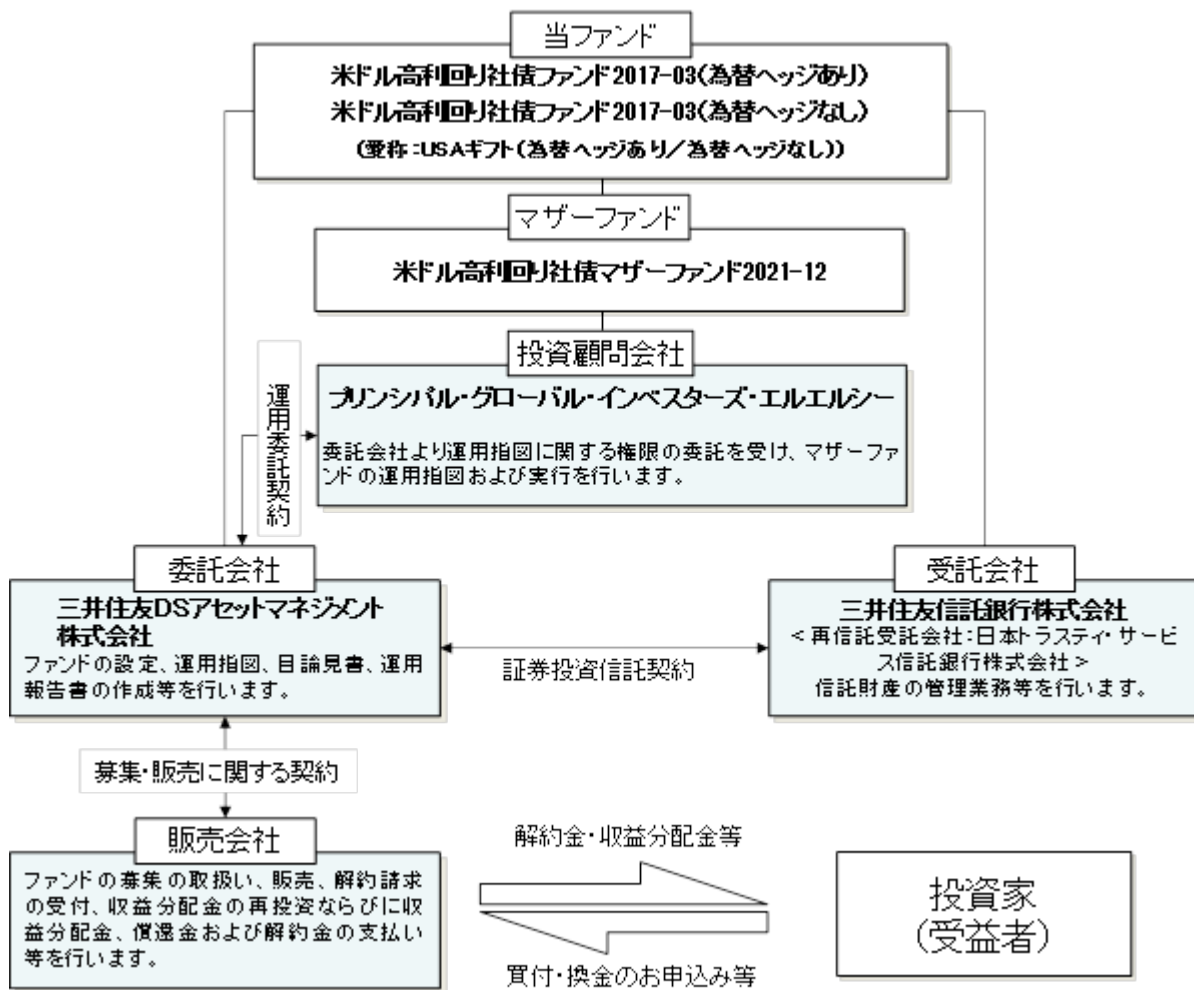 当ファンド
米ドル高利回り社債ファンド2017-03(為替ヘッジあり)
米ドル高利回り社債ファンド2017-03(為替ヘッジなし)
(愛称:USAギフト(為替ヘッジあり/為替ヘッジなし))
マザーファンド
米ドル高利回り社債マザーファンド2021-12
投資顧問会社
プリンシパル・グローバル・インベスターズ・エルエルシー
委託会社より運用指図に関する権限の委託を受け、マザーファ
ンドの運用指図および実行を行います。
運用委託契約
委託会社
三井住友DSアセットマネジメント
株式会社
ファンドの設定、運用指図、目論見書、運用
報告書の作成等を行います。
証券投資信託契約
受託会社
三井住友信託銀行株式会社
<再信託受託会社:日本トラスティ・サービ
ス信託銀行株式会社>
信託財産の管理業務等を行います。
募集・販売に関する契約
販売会社
ファンドの募集の取扱い、販売、解約請求
の受付、収益分配金の再投資ならびに収
益分配金、償還金および解約金の支払い
等を行います。
解約金・収益分配金等
買付・換金のお申込み等
投資家
(受益者)